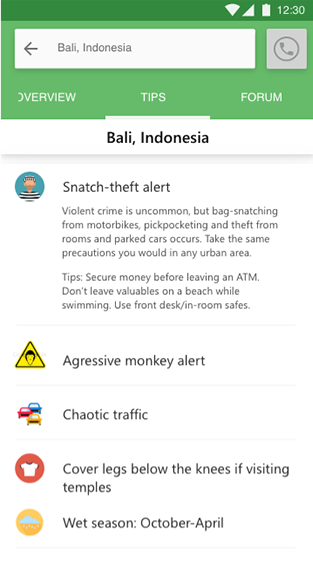 12:30
Bali, Indonesia
OVERVIEW TIPS FORUM
Bali, Indonesia
Snatch-theft alert
Violent crime is uncommon, but bag-snatching
from motorbikes, pickpocketing and theft from
rooms and parked cars occurs. Take the same
precautions you would in any urban area.
Tips: Secure money before leaving an ATM.
Don't leave valuables on a beach while
swimming. Use front desk/in-room safes.
Agressive monkey alert
Chaotic traffic
Cover legs below the knees if visiting
temples
Wet season: October-April